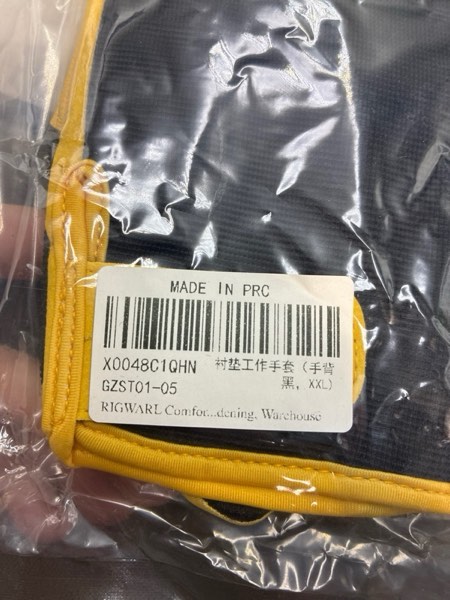 MADE IN PRC
X0048C1QHN 衬垫工作手套（手背
GZST01-05 黑, XXL)
RIGWARL Comfor...dening, Warehouse